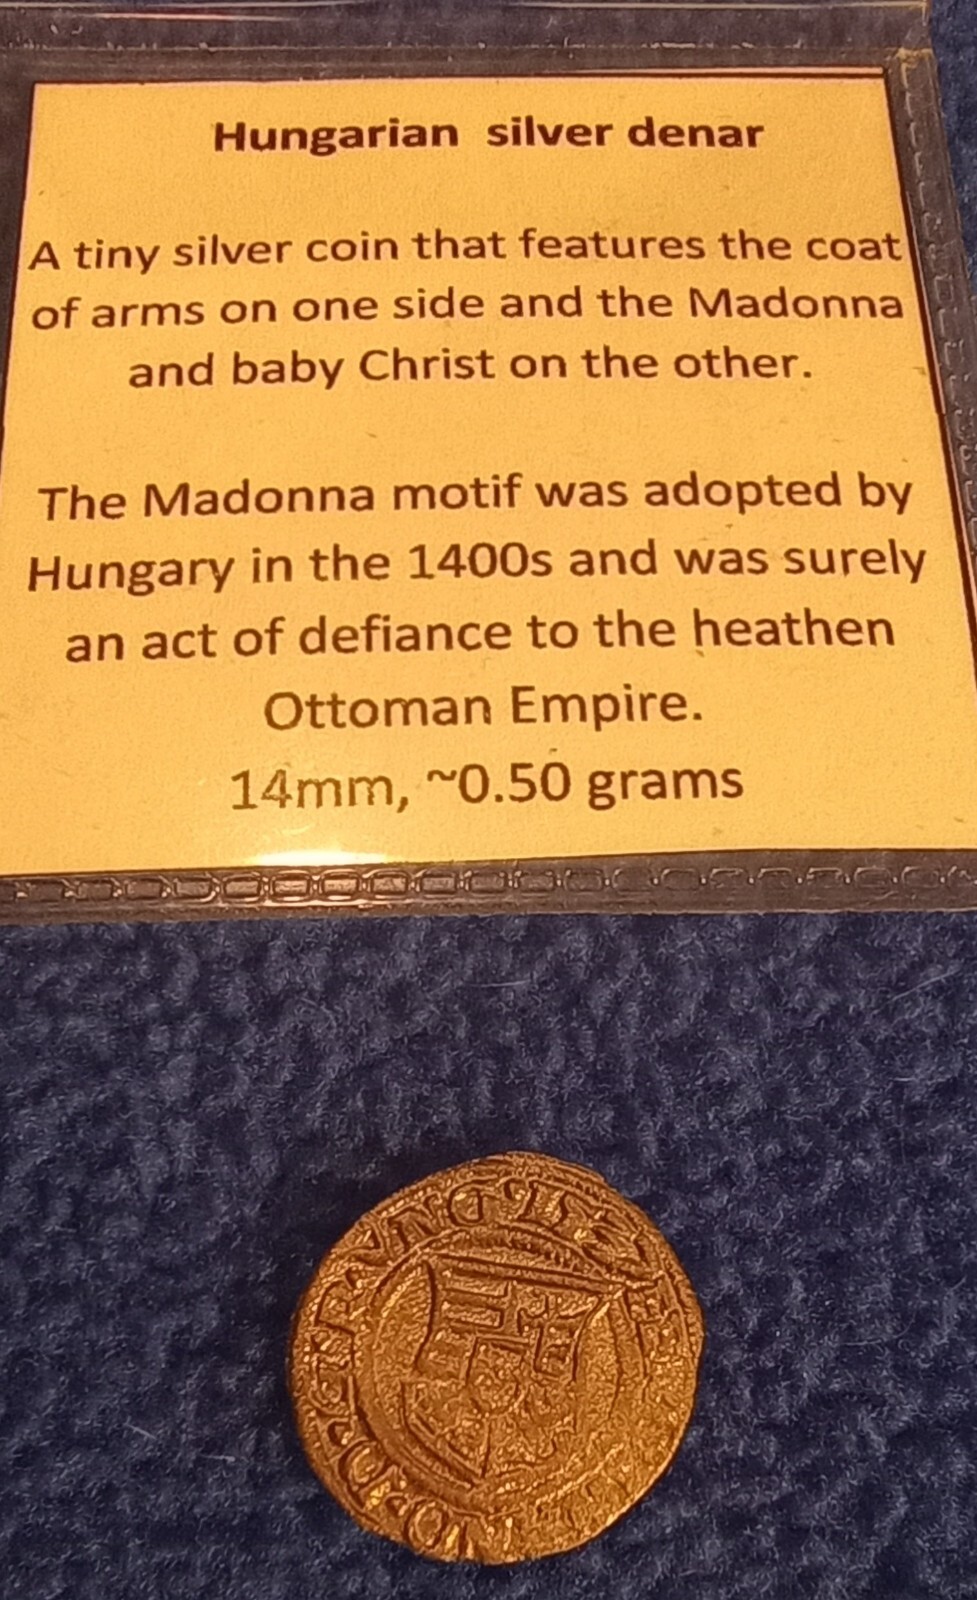 Hungarian silver denar
A tiny silver coin that features the coat
of arms on one side and the Madonna
and baby Christ on the other.
The Madonna motif was adopted by
Hungary in the 1400s and was surely
an act of defiance to the heathen
Ottoman Empire.
14mm, ~0.50 grams